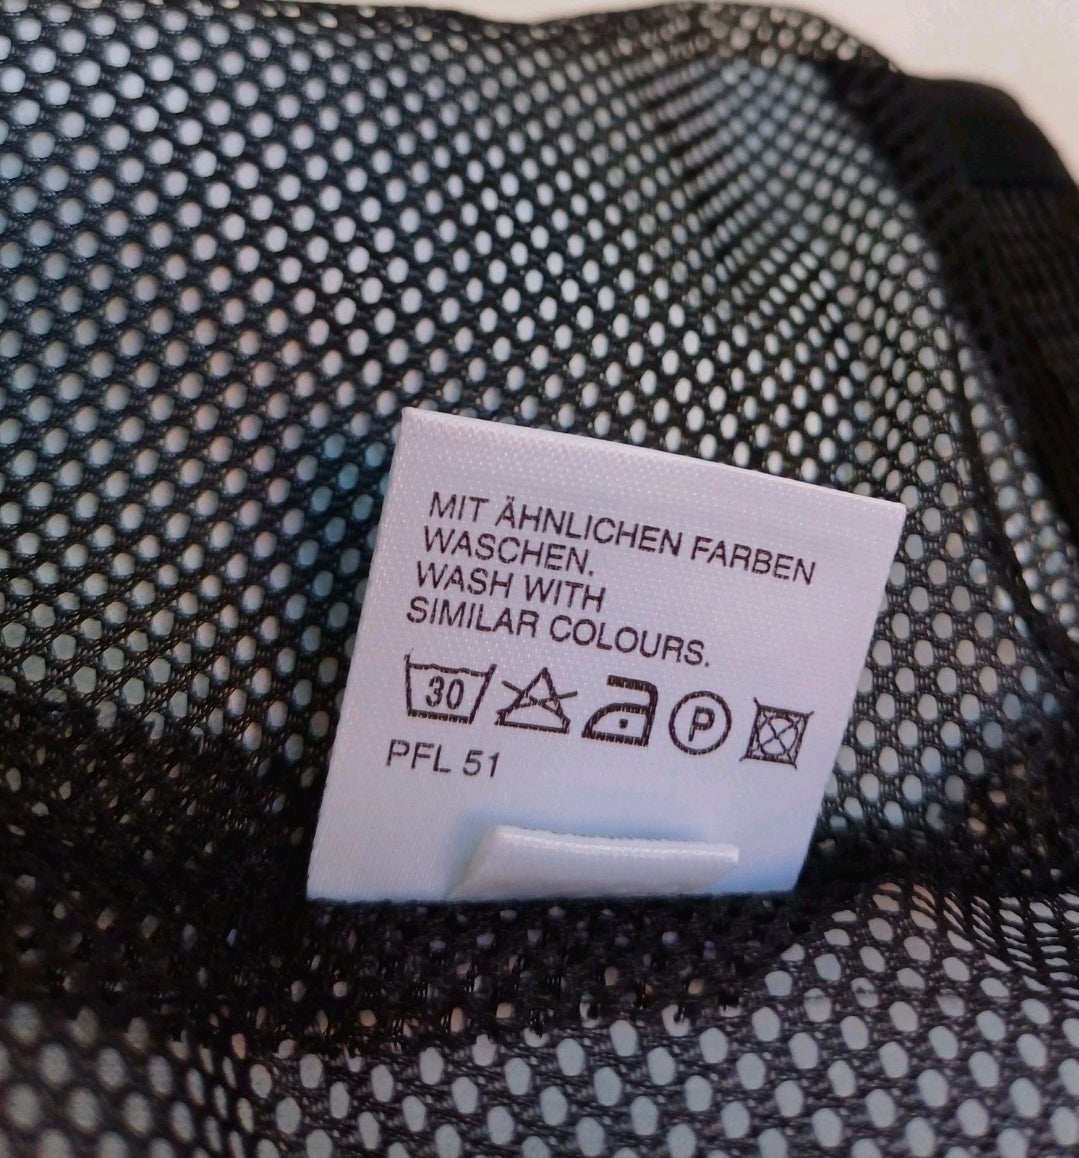 MIT ÄHNLICHEN FARBEN
WASCHEN.
WASH WITH
SIMILAR COLOURS.
30 P
PFL 51